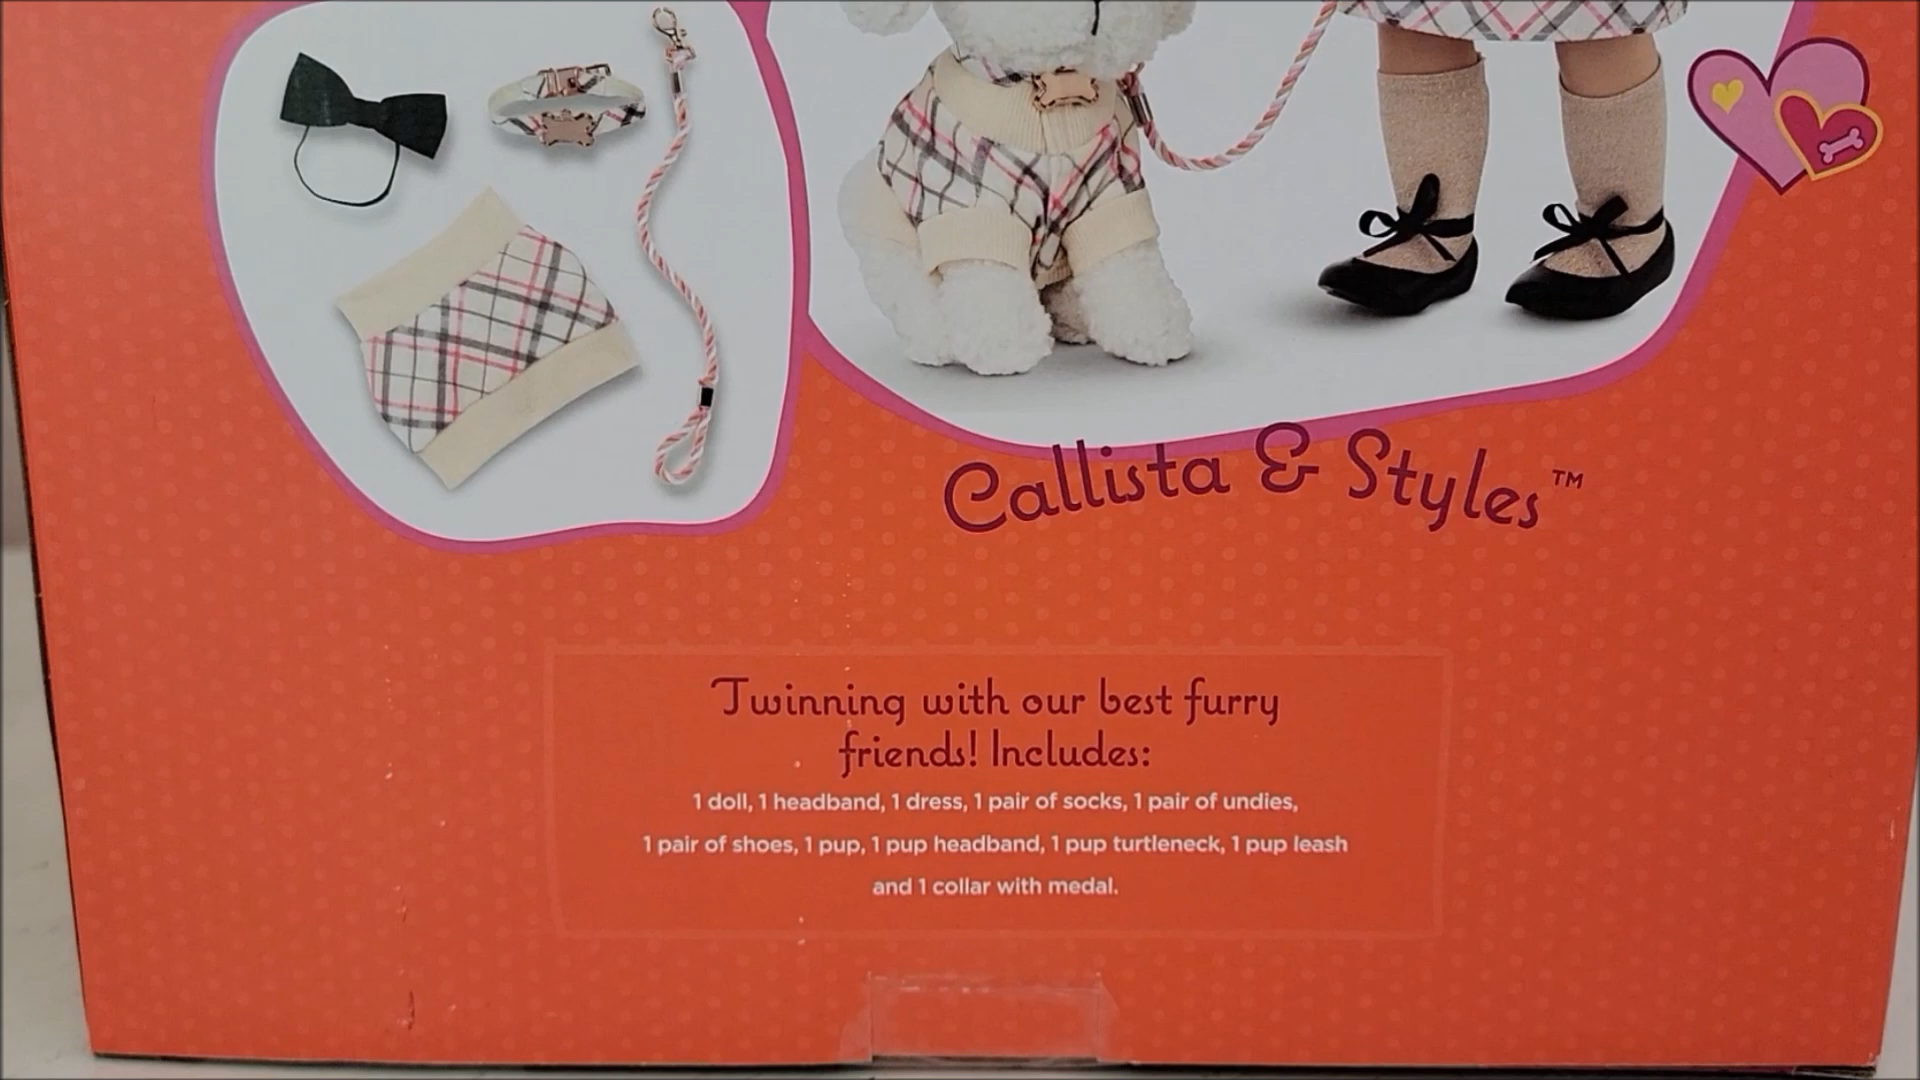 Callista & Styles™
Twinning with our best furry
friends! Includes:
1 doll, 1 headband, 1 dress, 1 pair of socks, 1 pair of undies,
1 pair of shoes, 1 pup, 1 pup headband, 1 pup turtleneck, 1 pup leash
and 1 collar with medal.